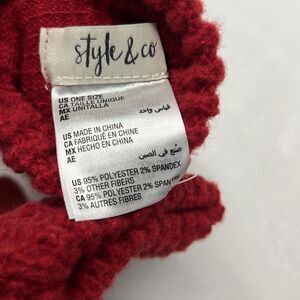 style & co
US ONE SIZE
CA TAILLE UNIQUE
MX UNITALLA
AE قياس واحد
US MADE IN CHINA
CA FABRIQUÉ EN CHINE
MX HECHO EN CHINA
AE صنع في الصين
US 95% POLYESTER 2% SPANDEX
3% OTHER FIBERS
CA 95% POLYESTER 2% SPANDEX
3% AUTRES FIBRES